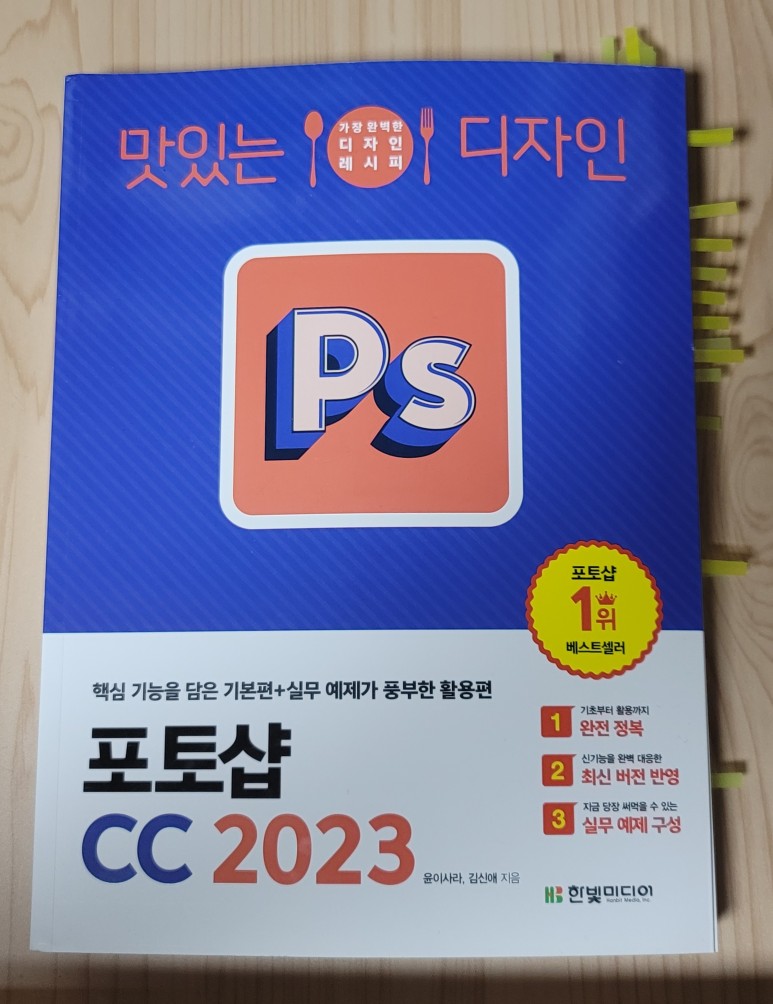 맛있는
가장 완벽한
디자인
레시피
디자인
Ps
포토샵
1위
베스트셀러
핵심 기능을 담은 기본편+실무 예제가 풍부한 활용편
포토샵
CC 2023
윤이사라, 김신애 지음
1 기초부터 활용까지
완전 정복
2 신기능을 완벽 대응한
최신 버전 반영
3 지금 당장 써먹을 수 있는
실무 예제 구성
HB 한빛미디어
Hanbit Media, Inc.